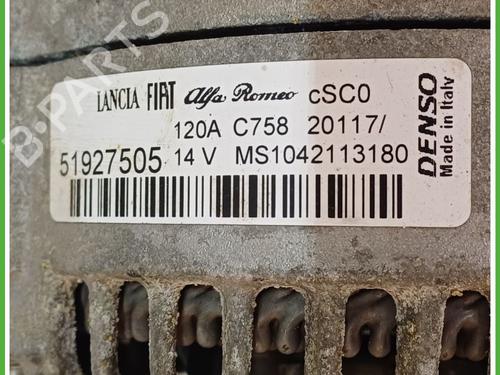 LANCIA FIAT Alfa Romeo cSC0
120A C758 20117/
51927505 14 V MS1042113180
DENSO
Made in Italy
B-PARTS